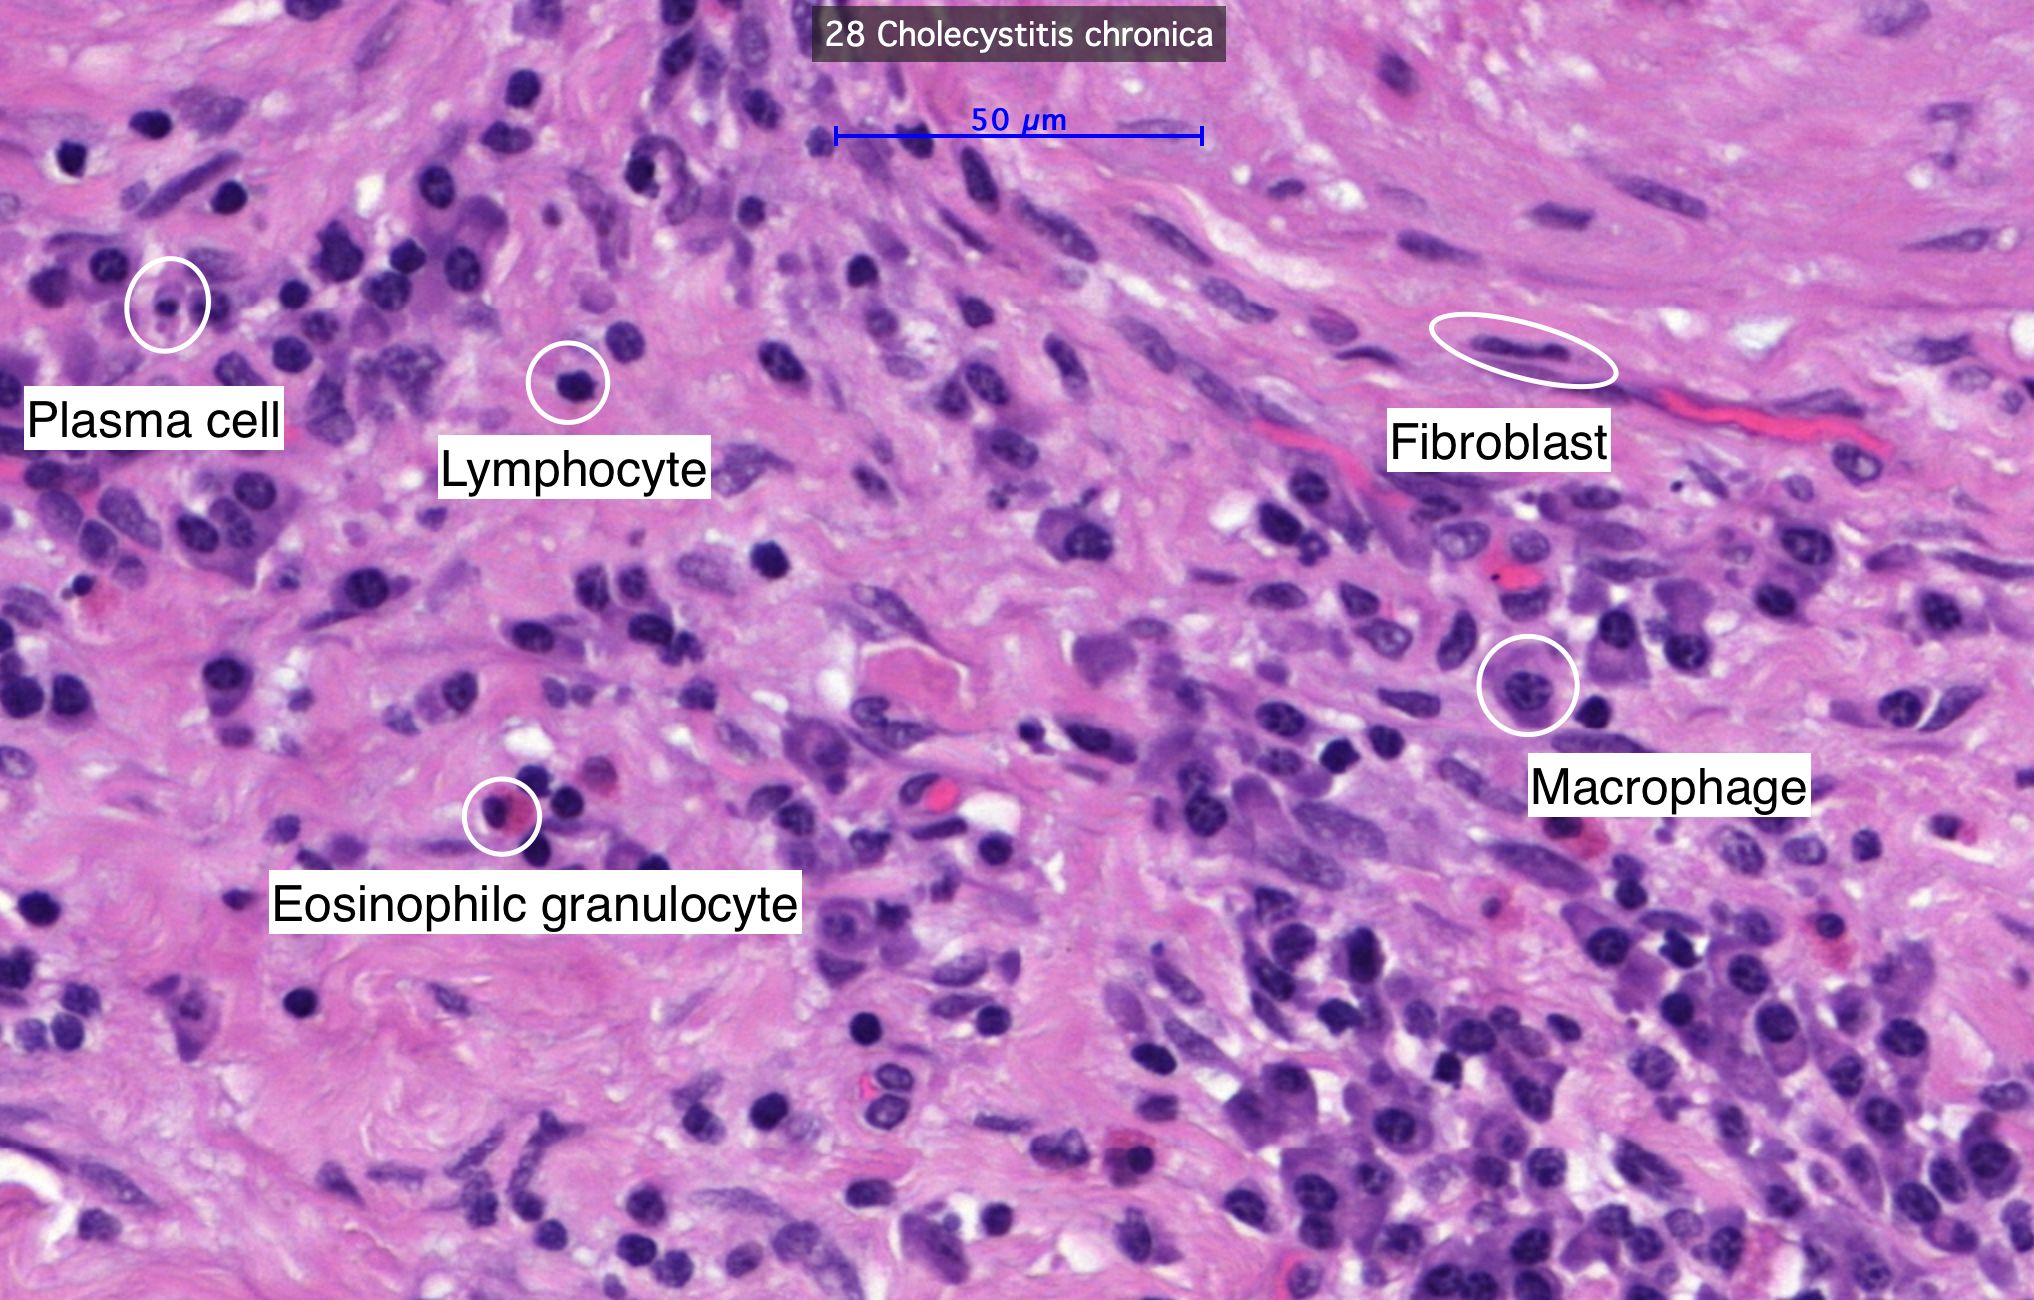 28 Cholecystitis chronica
50 µm
Plasma cell
Lymphocyte
Fibroblast
Macrophage
Eosinophilc granulocyte